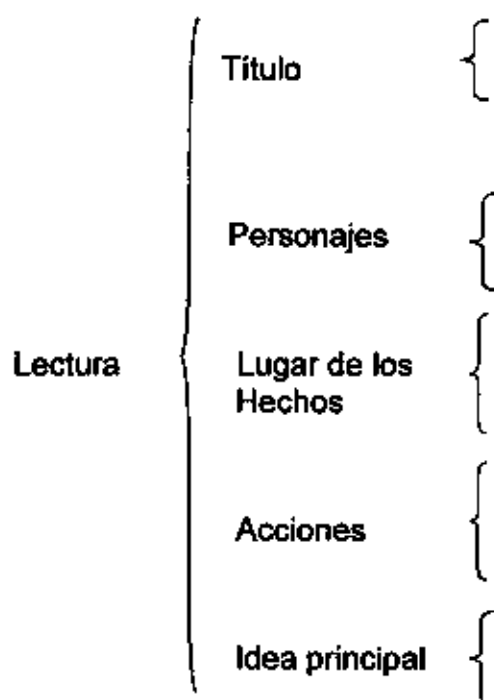 Título
Personajes
Lectura
Lugar de los
Hechos
Acciones
Idea principal